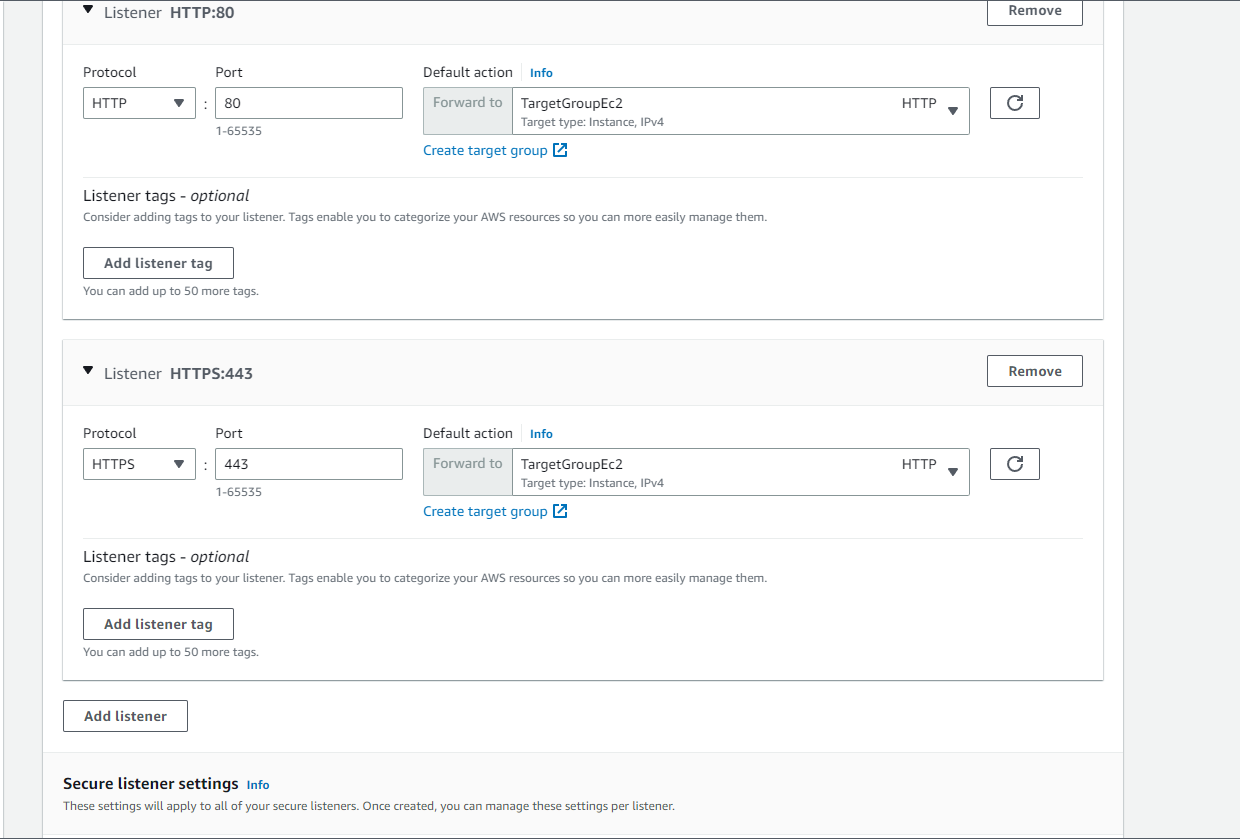 Listener HTTP:80
Remove
Protocol
Port
Default action
Info
HTTP
:
80
Forward to
TargetGroupEc2
HTTP
Target type: Instance, IPv4
1-65535
Create target group
Listener tags - optional
Consider adding tags to your listener. Tags enable you to categorize your AWS resources so you can more easily manage them.
Add listener tag
You can add up to 50 more tags.
Listener HTTPS:443
Remove
Protocol
Port
Default action
Info
HTTPS
:
443
Forward to
TargetGroupEc2
HTTP
Target type: Instance, IPv4
1-65535
Create target group
Listener tags - optional
Consider adding tags to your listener. Tags enable you to categorize your AWS resources so you can more easily manage them.
Add listener tag
You can add up to 50 more tags.
Add listener
Secure listener settings Info
These settings will apply to all of your secure listeners. Once created, you can manage these settings per listener.